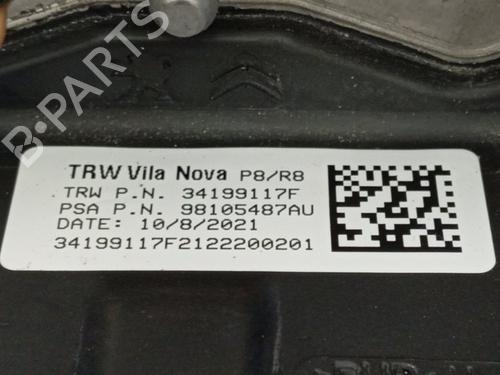 B-PARTS
TRW Vila Nova P8/R8
TRW P.N. 34199117F
PSA P.N. 98105487AU
DATE: 10/8/2021
34199117F2122200201